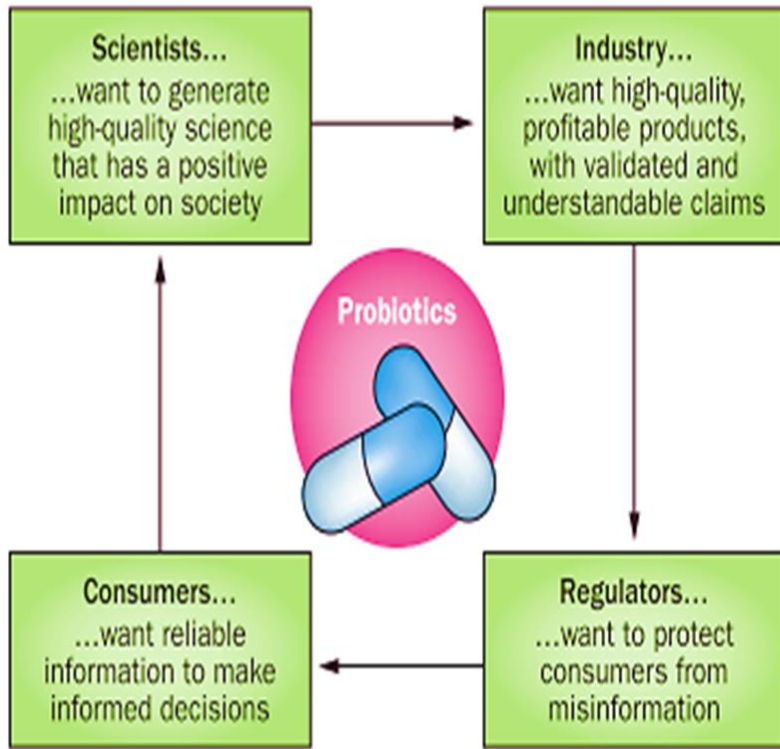 Scientists...
...want to generate
high-quality science
that has a positive
impact on society
Industry...
...want high-quality,
profitable products,
with validated and
understandable claims
Probiotics
Consumers...
...want reliable
information to make
informed decisions
Regulators...
...want to protect
consumers from
misinformation